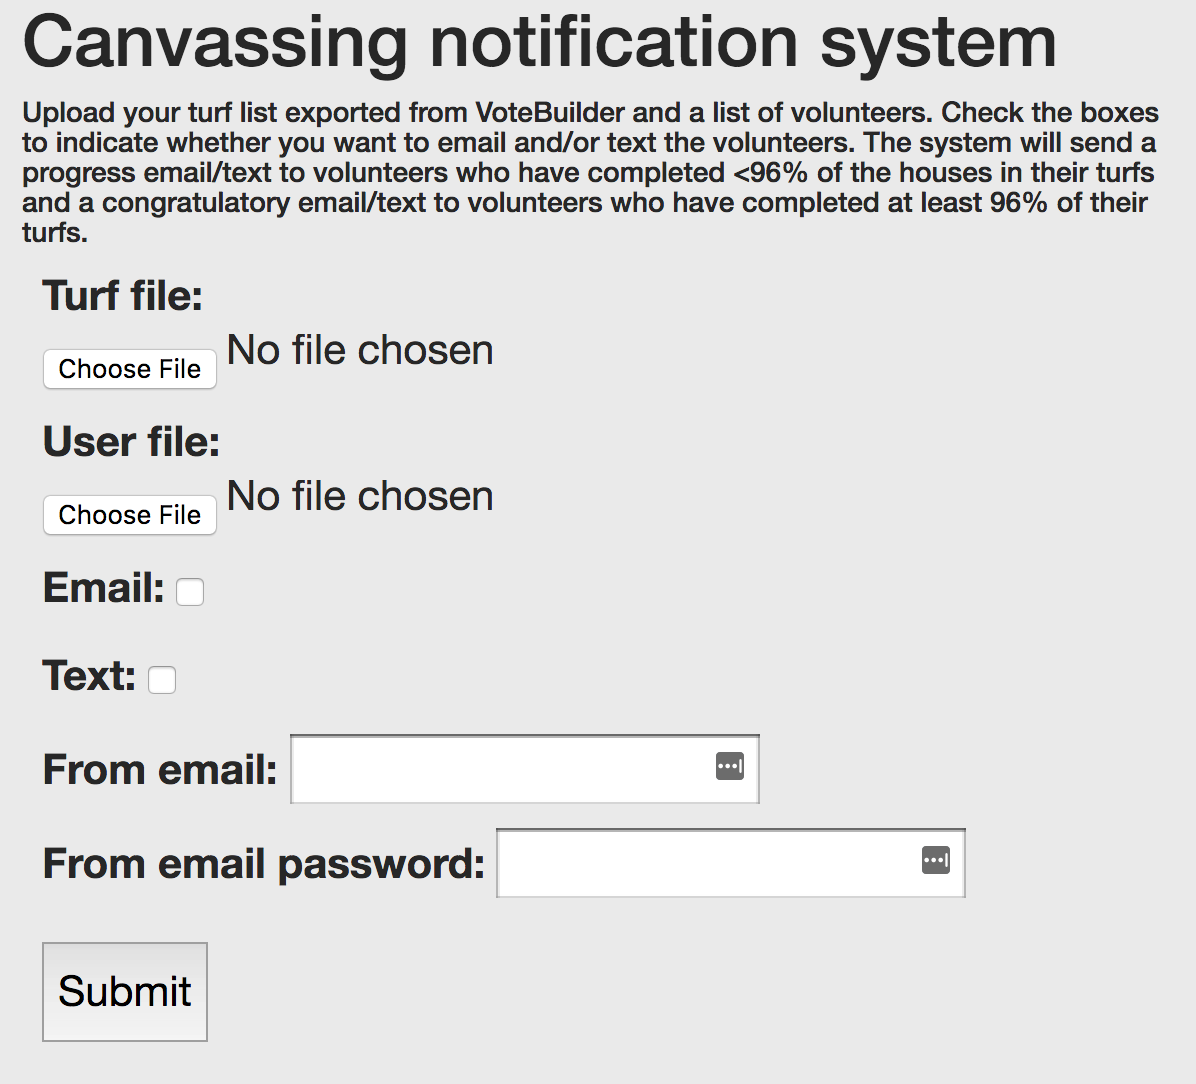 Canvassing notification system
Upload your turf list exported from VoteBuilder and a list of volunteers. Check the boxes
to indicate whether you want to email and/or text the volunteers. The system will send a
progress email/text to volunteers who have completed <96% of the houses in their turfs
and a congratulatory email/text to volunteers who have completed at least 96% of their
turfs.
Turf file:
Choose File No file chosen
User file:
Choose File No file chosen
Email:
Text:
From email:
From email password:
Submit